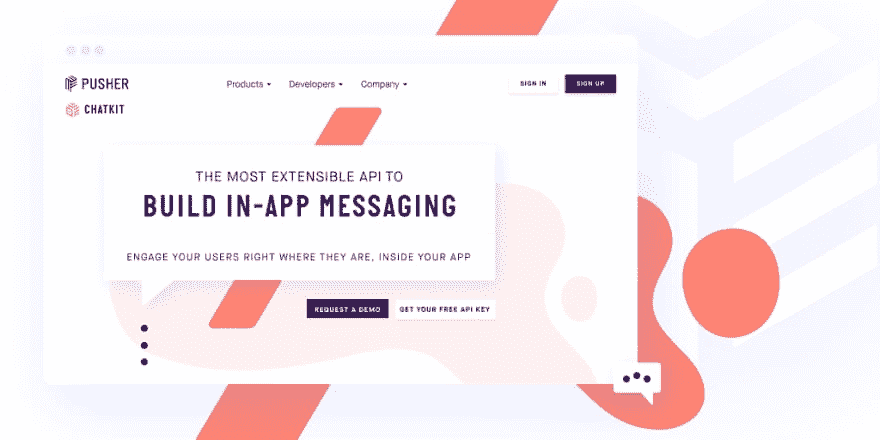 PUSHER
Products Developers Company
SIGN IN SIGN UP
CHATKIT
THE MOST EXTENSIBLE API TO
BUILD IN-APP MESSAGING
ENGAGE YOUR USERS RIGHT WHERE THEY ARE, INSIDE YOUR APP
REQUEST A DEMO GET YOUR FREE API KEY